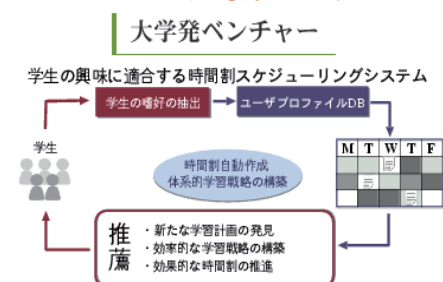 大学発ベンチャー
学生の興味に適合する時間割スケジューリングシステム
学生の嗜好の抽出
ユーザプロファイルDB
学生
M T W T F
時間割自動作成
体系的学習戦略の構築
推薦
・新たな学習計画の発見
・効率的な学習戦略の構築
・効果的な時間割の推進